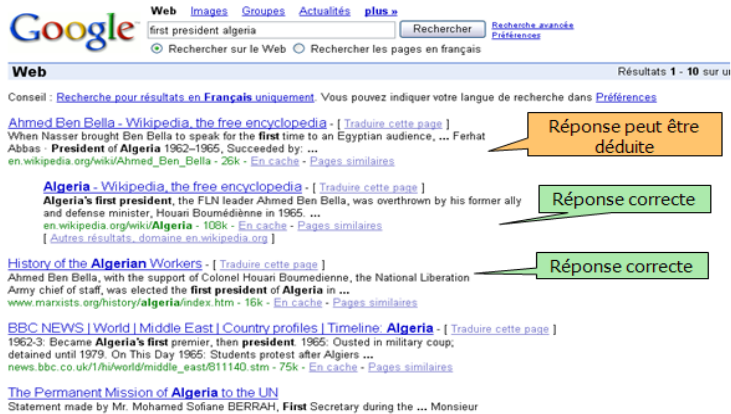 Web Images Groupes Actualités plus »
Google™
first president algeria
Rechercher
Recherche avancée
Préférences
Rechercher sur le Web Rechercher les pages en français
Web
Résultats 1 - 10 sur
Conseil : Recherche pour résultats en Français uniquement. Vous pouvez indiquer votre langue de recherche dans Préférences
Ahmed Ben Bella - Wikipedia, the free encyclopedia - [ Traduire cette page ]
When Nasser brought Ben Bella to speak for the first time to an Egyptian audience, ... Ferhat
Abbas · President of Algeria 1962–1965, Succeeded by: ...
en.wikipedia.org/wiki/Ahmed_Ben_Bella - 26k - En cache - Pages similaires
Réponse peut être
déduite
Algeria - Wikipedia, the free encyclopedia - [ Traduire cette page ]
Algeria's first president, the FLN leader Ahmed Ben Bella, was overthrown by his former ally
and defense minister, Houari Boumédiènne in 1965. ...
en.wikipedia.org/wiki/Algeria - 108k - En cache - Pages similaires
[ Autres résultats, domaine en.wikipedia.org ]
Réponse correcte
History of the Algerian Workers - [ Traduire cette page ]
Ahmed Ben Bella, with the support of Colonel Houari Boumedienne, the National Liberation
Army chief of staff, was elected the first president of Algeria in ...
www.marxists.org/history/algeria/index.htm - 16k - En cache - Pages similaires
Réponse correcte
BBC NEWS | World | Middle East | Country profiles | Timeline: Algeria - [ Traduire cette page ]
1962-3: Became Algeria's first premier, then president. 1965: Ousted in military coup;
detained until 1979. On This Day 1965: Students protest after Algiers ...
news.bbc.co.uk/1/hi/world/middle_east/811140.stm - 75k - En cache - Pages similaires
The Permanent Mission of Algeria to the UN
Statement made by Mr. Mohamed Sofiane BERRAH, First Secretary during the ... Monsieur